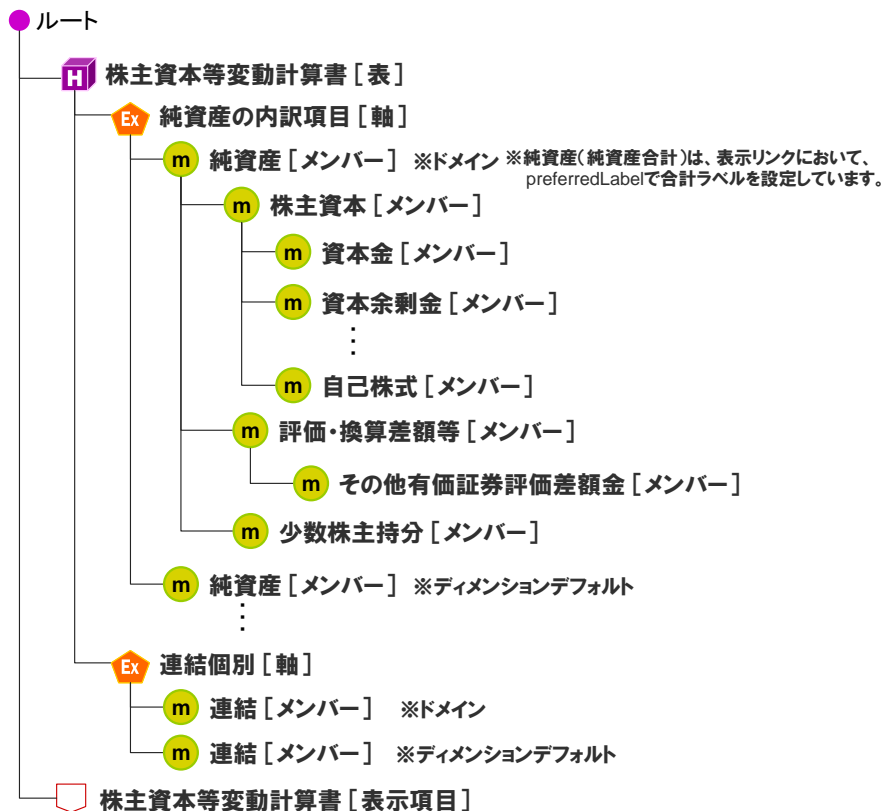 ルート
H 株主資本等変動計算書［表］
Ex 純資産の内訳項目［軸］
m 純資産［メンバー］ ※ドメイン ※純資産（純資産合計）は、表示リンクにおいて、
preferredLabelで合計ラベルを設定しています。
m 株主資本［メンバー］
m 資本金［メンバー］
m 資本余剰金［メンバー］
⋮
m 自己株式［メンバー］
m 評価・換算差額等［メンバー］
m その他有価証券評価差額金［メンバー］
m 少数株主持分［メンバー］
m 純資産［メンバー］ ※ディメンションデフォルト
⋮
Ex 連結個別［軸］
m 連結［メンバー］ ※ドメイン
m 連結［メンバー］ ※ディメンションデフォルト
株主資本等変動計算書［表示項目］